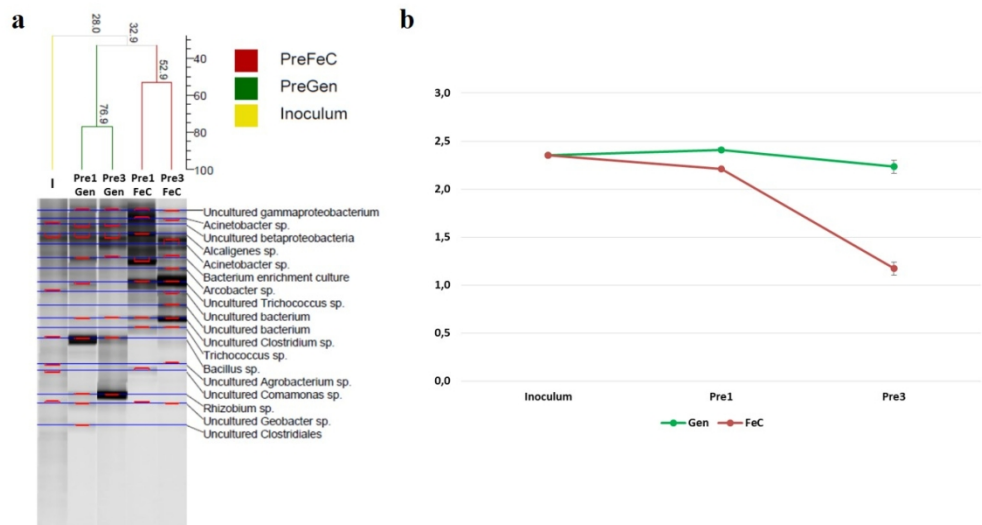 a
28.0
32.9
52.9
76.9
40
60
80
100
PreFeC
PreGen
Inoculum
I
Pre1 Gen
Pre3 Gen
Pre1 FeC
Pre3 FeC
Uncultured gammaproteobacterium
Acinetobacter sp.
Uncultured betaproteobacteria
Alcaligenes sp.
Acinetobacter sp.
Bacterium enrichment culture
Arcobacter sp.
Uncultured Trichococcus sp.
Uncultured bacterium
Uncultured bacterium
Uncultured Clostridium sp.
Trichococcus sp.
Bacillus sp.
Uncultured Agrobacterium sp.
Uncultured Comamonas sp.
Rhizobium sp.
Uncultured Geobacter sp.
Uncultured Clostridiales
b
3,0
2,5
2,0
1,5
1,0
0,5
0,0
Inoculum
Pre1
Pre3
Gen
FeC